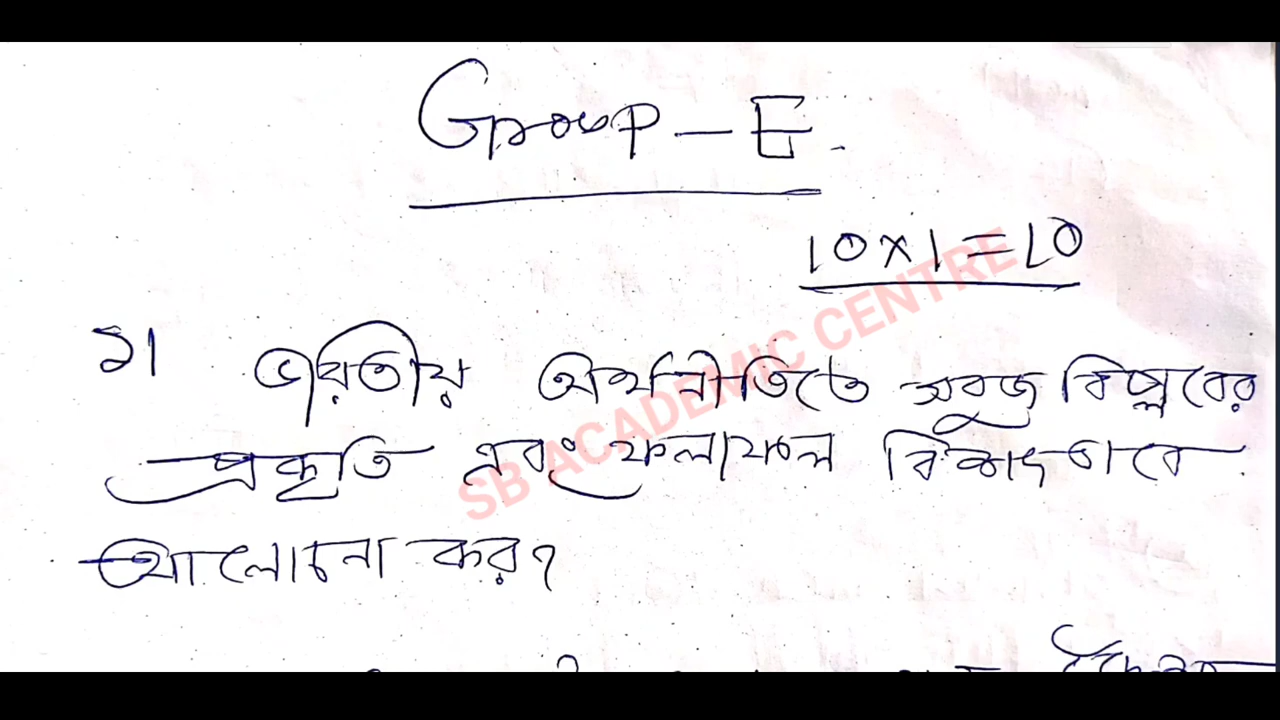 Group - E.
10 x 1 = 10
১। ভারতীয় অর্থনীতিতে সবুজ বিপ্লবের
প্রকৃতি এবং ফলাফল বিশদভাবে
আলোচনা কর?
SB ACADEMIC CENTRE